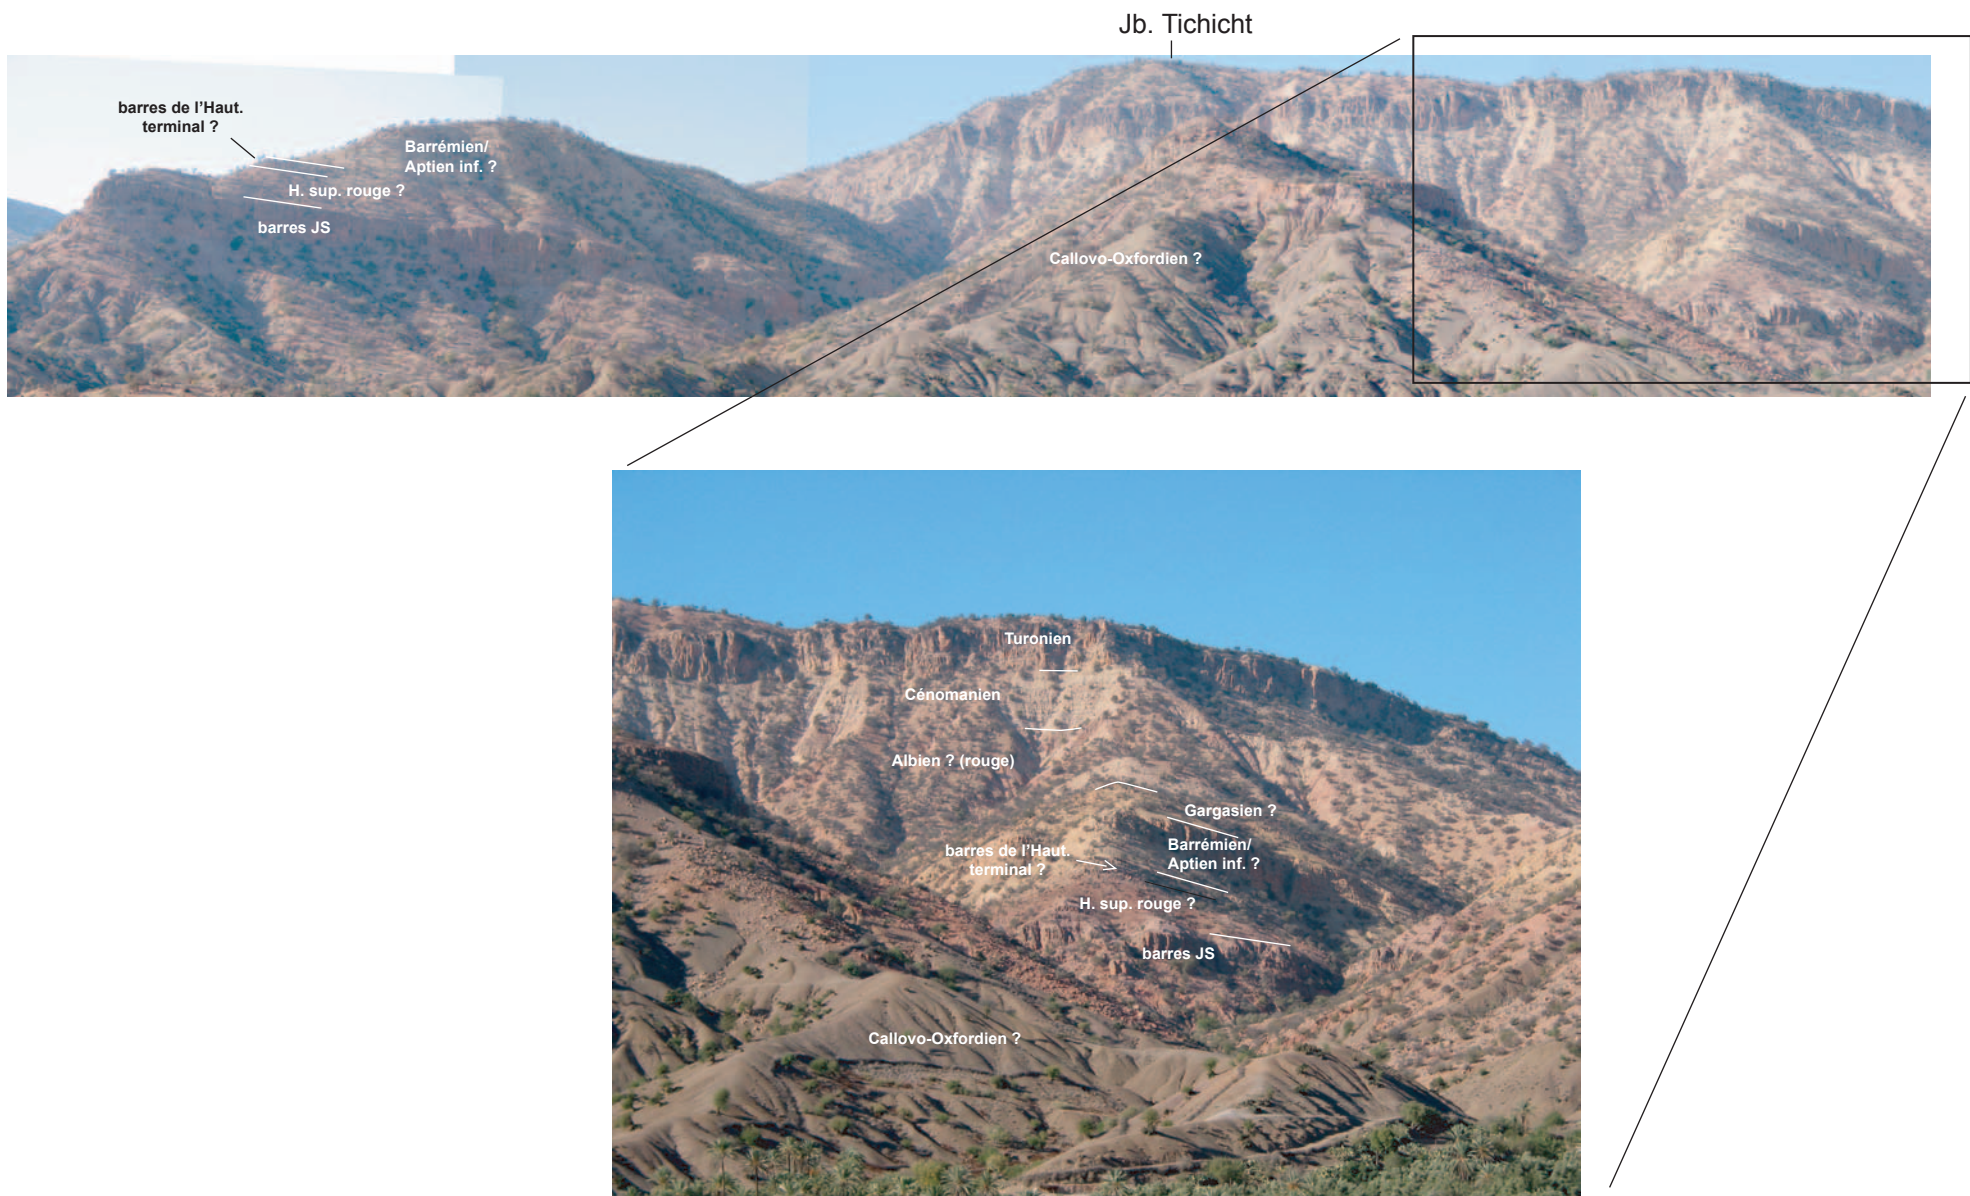 Jb. Tichicht
barres de l'Haut.
terminal ?
Barrémien/
Aptien inf. ?
H. sup. rouge ?
barres JS
Callovo-Oxfordien ?
Turonien
Cénomanien
Albien ? (rouge)
Gargasien ?
Barrémien/
Aptien inf. ?
barres de l'Haut.
terminal ?
H. sup. rouge ?
barres JS
Callovo-Oxfordien ?